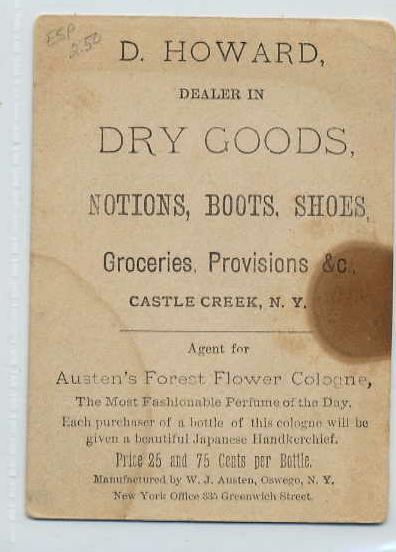 ESP
2.50
D. HOWARD,
DEALER IN
DRY GOODS,
NOTIONS, BOOTS. SHOES,
Groceries, Provisions &c.,
CASTLE CREEK, N. Y.
Agent for
Austen's Forest Flower Cologne,
The Most Fashionable Perfume of the Day.
Each purchaser of a bottle of this cologne will be
given a beautiful Japanese Handkerchief.
Price 25 and 75 Cents per Bottle.
Manufactured by W. J. Austen, Oswego, N. Y.
New York Office 335 Greenwich Street.